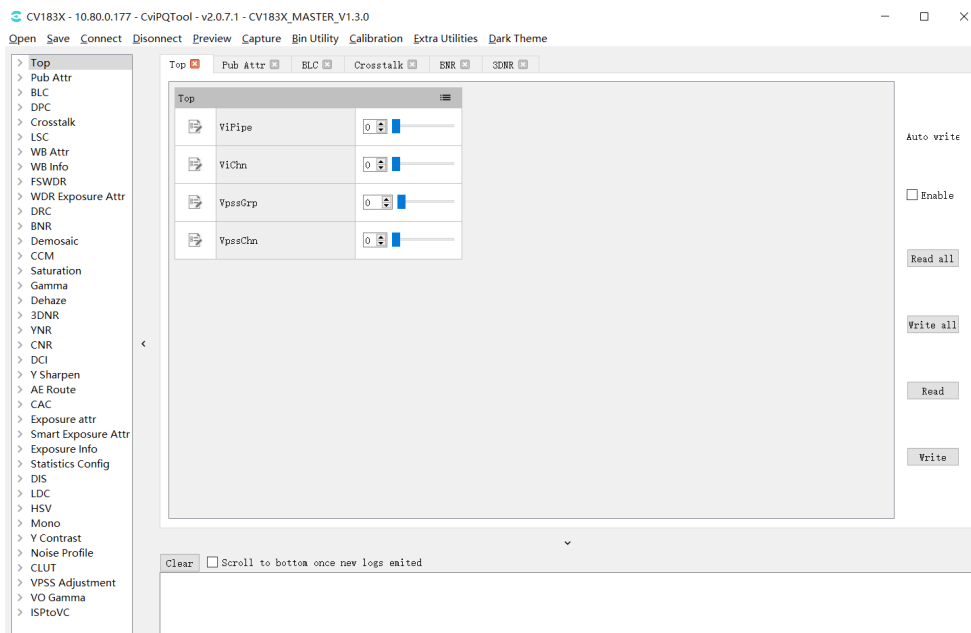 CV183X - 10.80.0.177 - CviPQTool - v2.0.7.1 - CV183X_MASTER_V1.3.0
Open Save Connect Disconnect Preview Capture Bin Utility Calibration Extra Utilities Dark Theme
Top
Pub Attr
BLC
DPC
Crosstalk
LSC
WB Attr
WB Info
FSWDR
WDR Exposure Attr
DRC
BNR
Demosaic
CCM
Saturation
Gamma
Dehaze
3DNR
YNR
CNR
DCI
Y Sharpen
AE Route
CAC
Exposure attr
Smart Exposure Attr
Exposure Info
Statistics Config
DIS
LDC
HSV
Mono
Y Contrast
Noise Profile
CLUT
VPSS Adjustment
VO Gamma
ISPtoVC
Top Pub Attr BLC Crosstalk BNR 3DNR
Top
ViPipe 0
ViChn 0
VpssGrp 0
VpssChn 0
Auto write
Enable
Read all
Write all
Read
Write
Clear Scroll to bottom once new logs emited